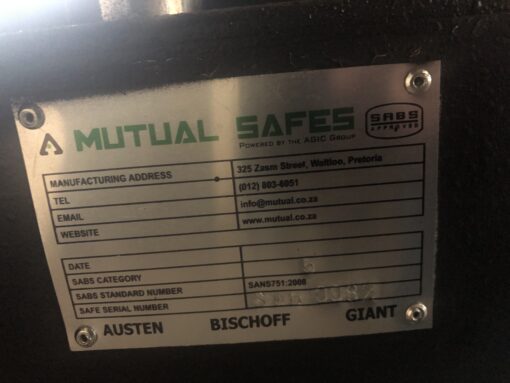 MUTUAL SAFES
POWERED BY THE AGIC GROUP
SABS
APPROVED
MANUFACTURING ADDRESS 325 Zasm Street, Waltloo, Pretoria
TEL (012) 803-6051
EMAIL info@mutual.co.za
WEBSITE www.mutual.co.za
DATE
SABS CATEGORY
SABS STANDARD NUMBER SANS751:2008
SAFE SERIAL NUMBER
AUSTEN BISCHOFF GIANT